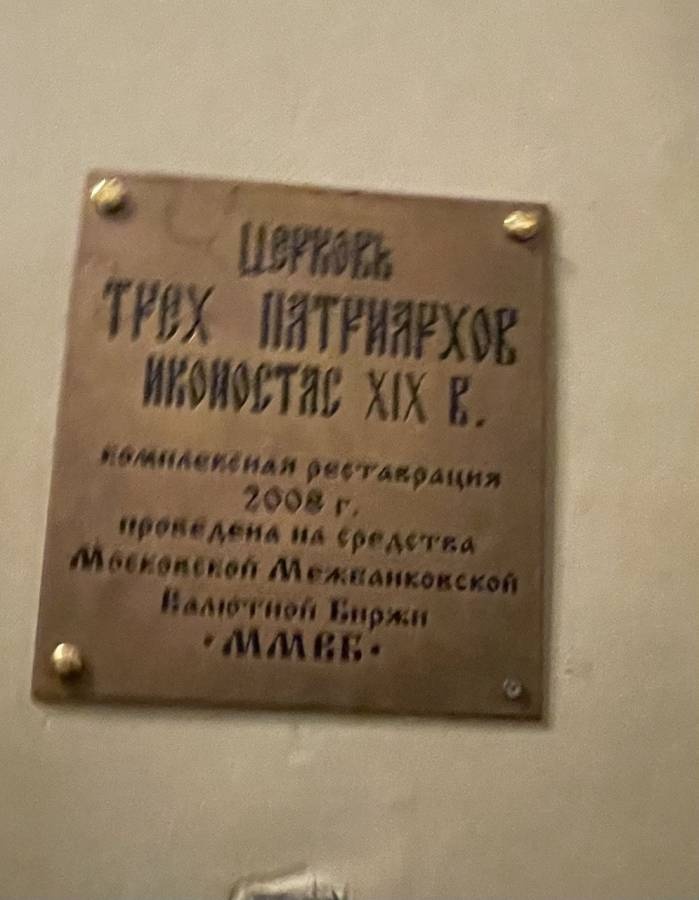 Церковь
ТРЕХ ПАТРИАРХОВ
ИКОНОСТАС XIX В.
комплексная реставрация
2008 г.
проведена на средства
Московской Межбанковской
Валютной Биржи
·ММВБ·